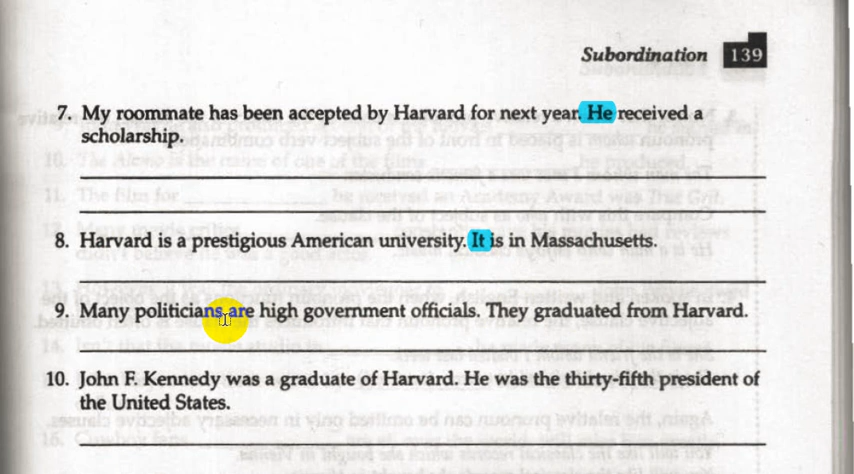 Subordination 139
7. My roommate has been accepted by Harvard for next year. He received a
scholarship.
8. Harvard is a prestigious American university. It is in Massachusetts.
9. Many politicians are high government officials. They graduated from Harvard.
10. John F. Kennedy was a graduate of Harvard. He was the thirty-fifth president of
the United States.